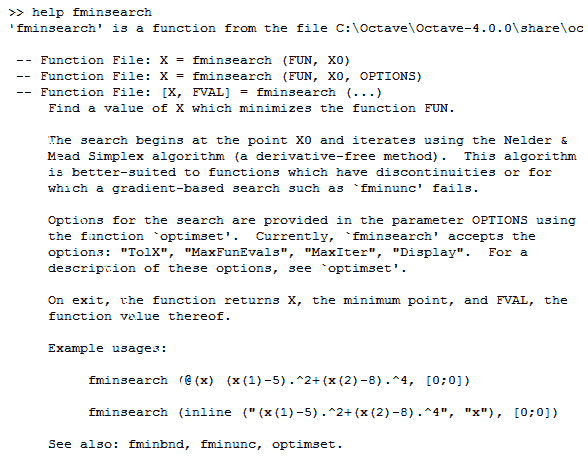 >> help fminsearch
'fminsearch' is a function from the file C:\Octave\Octave-4.0.0\share\oc
-- Function File: X = fminsearch (FUN, X0)
-- Function File: X = fminsearch (FUN, X0, OPTIONS)
-- Function File: [X, FVAL] = fminsearch (...)
Find a value of X which minimizes the function FUN.
The search begins at the point X0 and iterates using the Nelder &
Mead Simplex algorithm (a derivative-free method).  This algorithm
is better-suited to functions which have discontinuities or for
which a gradient-based search such as `fminunc' fails.
Options for the search are provided in the parameter OPTIONS using
the function `optimset'.  Currently, `fminsearch' accepts the
options: "TolX", "MaxFunEvals", "MaxIter", "Display".  For a
description of these options, see `optimset'.
On exit, the function returns X, the minimum point, and FVAL, the
function value thereof.
Example usages:
fminsearch (@(x) (x(1)-5).^2+(x(2)-8).^4, [0;0])
fminsearch (inline ("(x(1)-5).^2+(x(2)-8).^4", "x"), [0;0])
See also: fminbnd, fminunc, optimset.